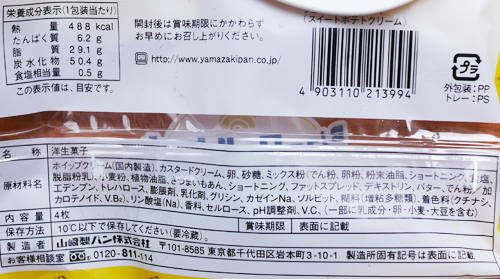 栄養成分表示(1包装当たり)
熱量 488 kcal
たんぱく質 6.2 g
脂質 29.1 g
炭水化物 50.4 g
食塩相当量 0.5 g
この表示値は、目安です。
開封後は賞味期限にかかわらず
お早めにお召し上がりください。
http://www.yamazakipan.co.jp/
(スイートポテトクリーム)
4903110213994
プラ
外包装:PP
トレー:PS
名称 洋生菓子
原材料名 ホイップクリーム(国内製造)、カスタードクリーム、卵、砂糖、ミックス粉(でん粉、卵粉、粉末油脂、ショートニング、食塩、
脱脂粉乳)、小麦粉、植物油脂、さつまいもあん、ショートニング、ファットスプレッド、デキストリン、バター、でん粉/加
工デンプン、トレハロース、膨脹剤、乳化剤、グリシン、カゼインNa、ソルビット、糊料(増粘多糖類)、着色料(クチナシ、
カロテノイド、V.B₂)、リン酸塩(Na)、香料、セルロース、pH調整剤、V.C、(一部に乳成分・卵・小麦・大豆を含む)
内容量 4枚
保存方法 10℃以下で保存してください(要冷蔵)。 賞味期限 表面に記載
山崎製パン株式会社 〒101-8585 東京都千代田区岩本町3-10-1 製造所固有記号は表面に記載
お客様相談室 0120-811-114